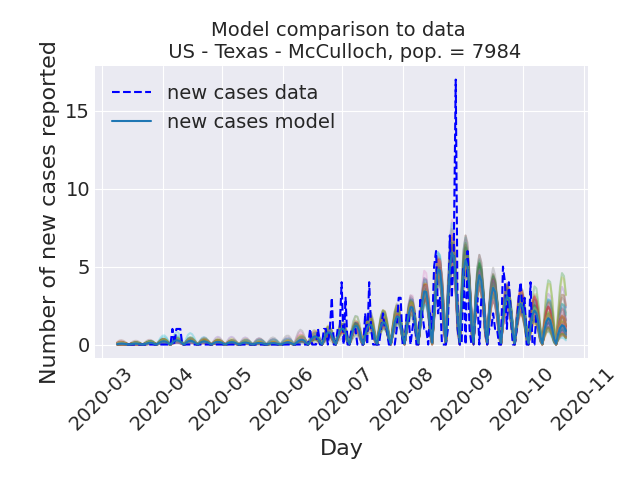 Model comparison to data
US - Texas - McCulloch, pop. = 7984
Number of new cases reported
new cases data
new cases model
15
10
5
0
2020-03
2020-04
2020-05
2020-06
2020-07
2020-08
2020-09
2020-10
2020-11
Day